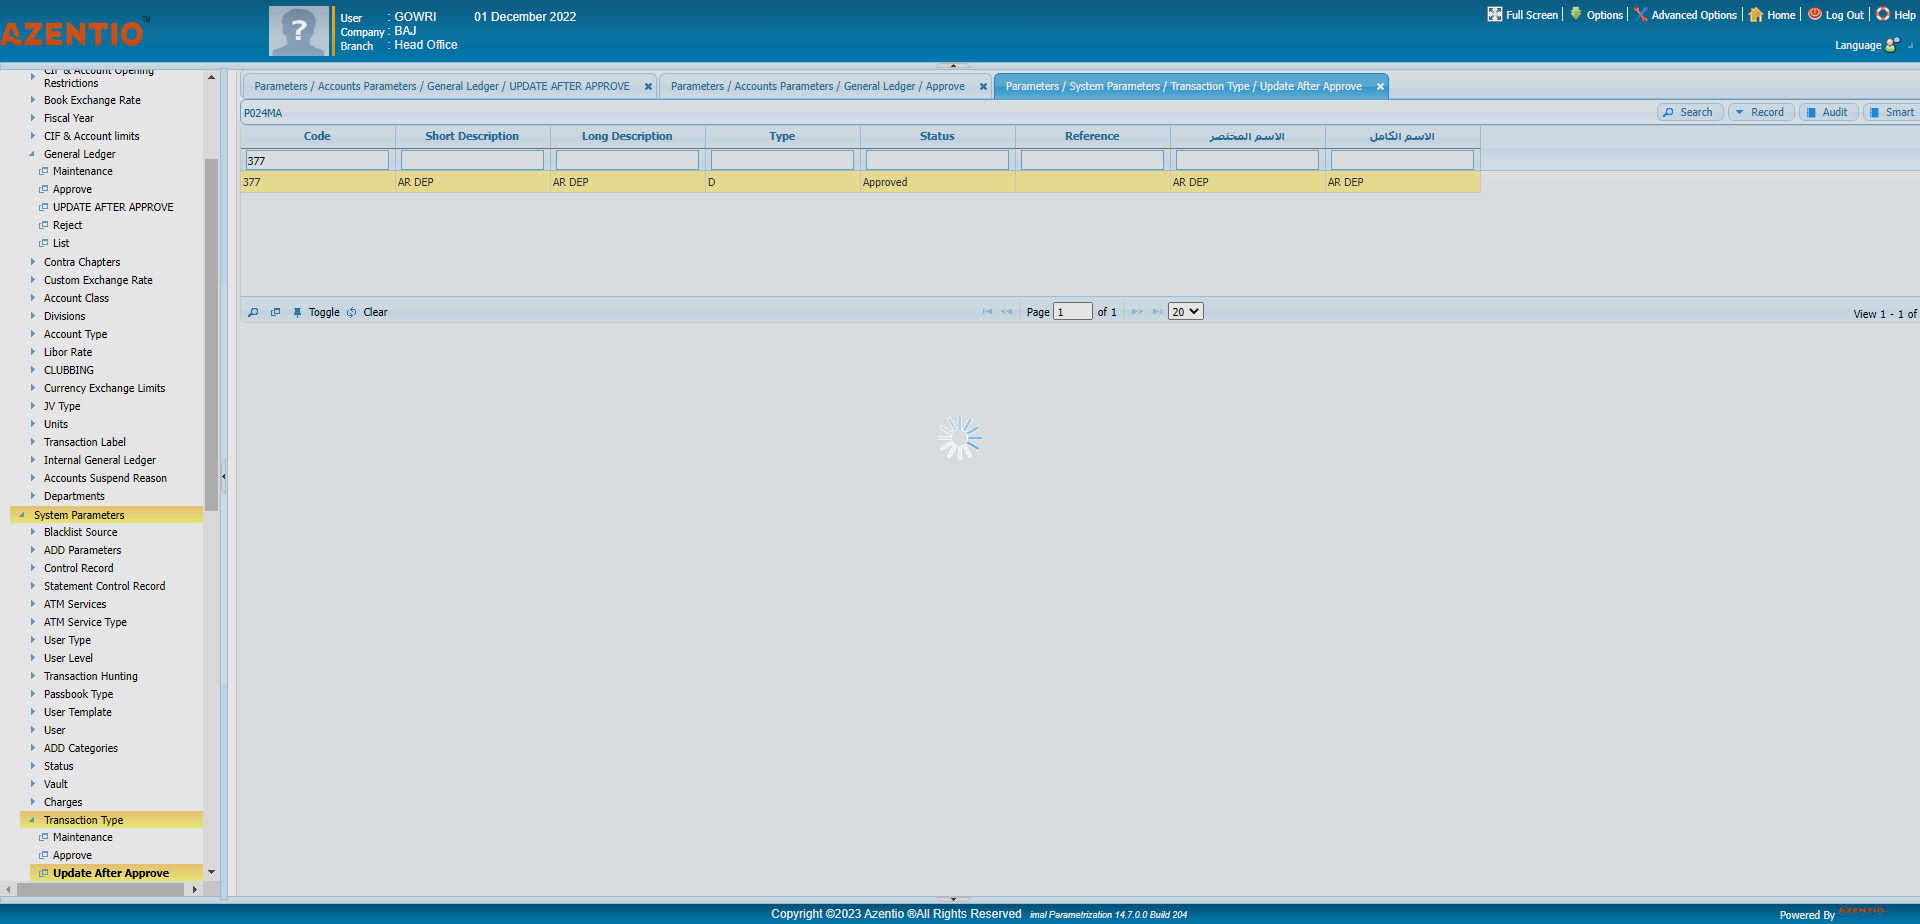 AZENTIO™
User : GOWRI 01 December 2022
Company : BAJ
Branch : Head Office
Full Screen Options Advanced Options Home Log Out Help
Language
CIF & Account Opening
Restrictions
Book Exchange Rate
Fiscal Year
CIF & Account limits
General Ledger
Maintenance
Approve
UPDATE AFTER APPROVE
Reject
List
Contra Chapters
Custom Exchange Rate
Account Class
Divisions
Account Type
Libor Rate
CLUBBING
Currency Exchange Limits
JV Type
Units
Transaction Label
Internal General Ledger
Accounts Suspend Reason
Departments
System Parameters
Blacklist Source
ADD Parameters
Control Record
Statement Control Record
ATM Services
ATM Service Type
User Type
User Level
Transaction Hunting
Passbook Type
User Template
User
ADD Categories
Status
Vault
Charges
Transaction Type
Maintenance
Approve
Update After Approve
Parameters / Accounts Parameters / General Ledger / UPDATE AFTER APPROVE
Parameters / Accounts Parameters / General Ledger / Approve
Parameters / System Parameters / Transaction Type / Update After Approve
P024MA
Search Record Audit Smart
Code Short Description Long Description Type Status Reference الاسم المختصر الاسم الكامل
377
377 AR DEP AR DEP D Approved AR DEP AR DEP
Toggle Clear
Page 1 of 1 20
View 1 - 1 of
Copyright ©2023 Azentio ®All Rights Reserved imal Parametrization 14.7.0.0 Build 204
Powered By AZENTIO